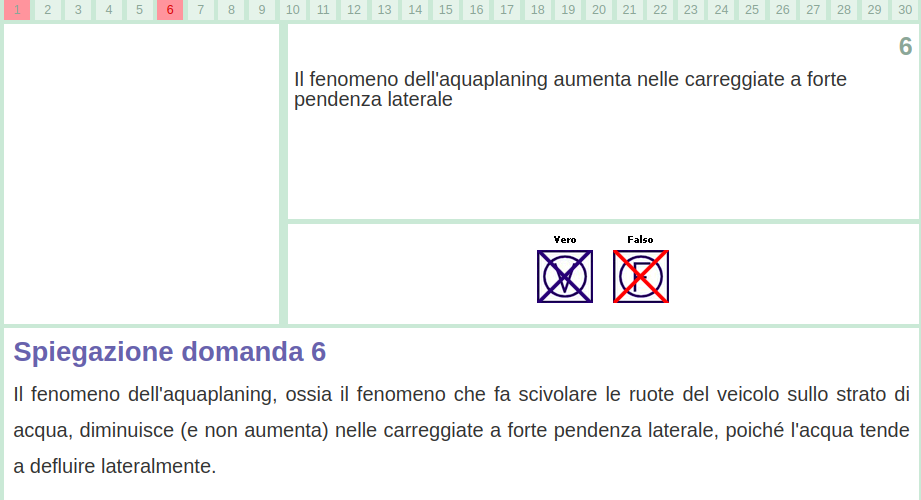 1 2 3 4 5 6 7 8 9 10 11 12 13 14 15 16 17 18 19 20 21 22 23 24 25 26 27 28 29 30
6
Il fenomeno dell'aquaplaning aumenta nelle carreggiate a forte
pendenza laterale
Vero Falso
V F
Spiegazione domanda 6
Il fenomeno dell'aquaplaning, ossia il fenomeno che fa scivolare le ruote del veicolo sullo strato di
acqua, diminuisce (e non aumenta) nelle carreggiate a forte pendenza laterale, poiché l'acqua tende
a defluire lateralmente.